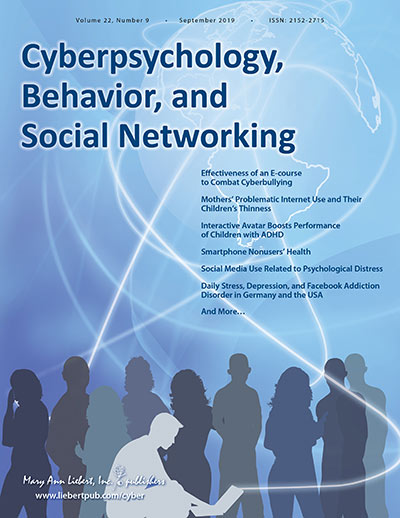 Volume 22, Number 9 • September 2019 • ISSN: 2152-2715
Cyberpsychology,
Behavior, and
Social Networking
Effectiveness of an E-course
to Combat Cyberbullying
Mothers' Problematic Internet Use and Their
Children's Thinness
Interactive Avatar Boosts Performance
of Children with ADHD
Smartphone Nonusers' Health
Social Media Use Related to Psychological Distress
Daily Stress, Depression, and Facebook Addiction
Disorder in Germany and the USA
And More…
Mary Ann Liebert, Inc. publishers
www.liebertpub.com/cyber